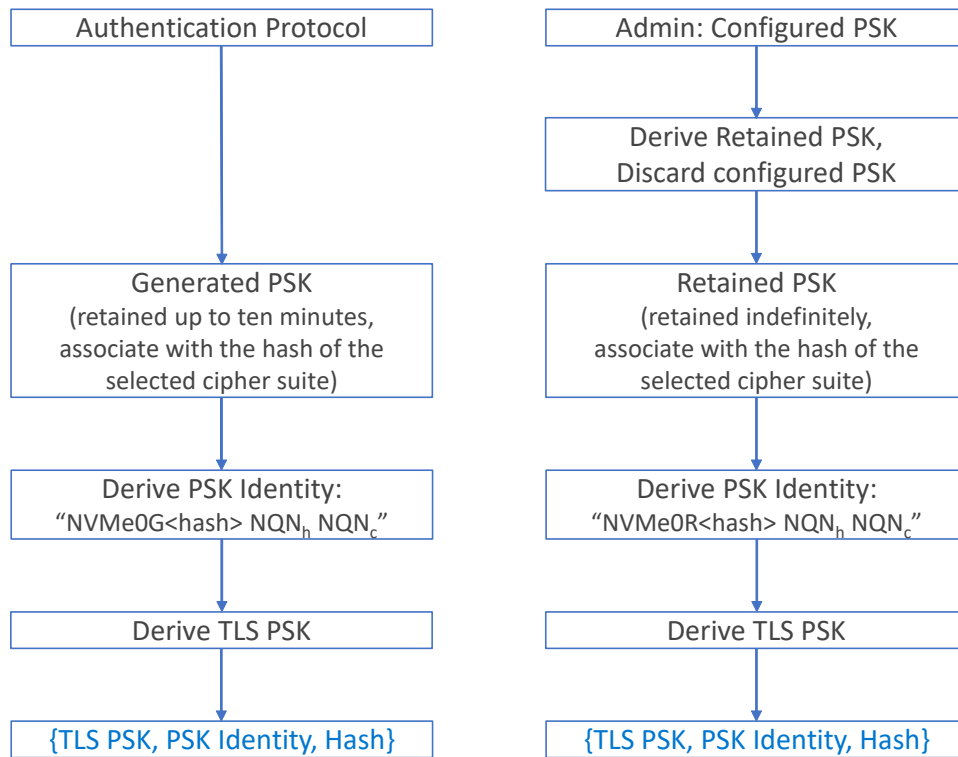 Authentication Protocol
Generated PSK
(retained up to ten minutes,
associate with the hash of the
selected cipher suite)
Derive PSK Identity:
“NVMe0G<hash> NQNh NQNc”
Derive TLS PSK
{TLS PSK, PSK Identity, Hash}
Admin: Configured PSK
Derive Retained PSK,
Discard configured PSK
Retained PSK
(retained indefinitely,
associate with the hash of the
selected cipher suite)
Derive PSK Identity:
“NVMe0R<hash> NQNh NQNc”
Derive TLS PSK
{TLS PSK, PSK Identity, Hash}